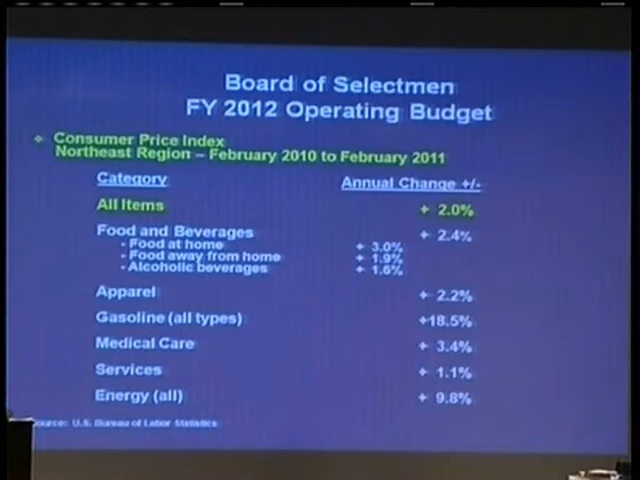 Board of Selectmen
FY 2012 Operating Budget
Consumer Price Index
Northeast Region – February 2010 to February 2011
Category Annual Change +/-
All Items + 2.0%
Food and Beverages + 2.4%
- Food at home + 3.0%
- Food away from home + 1.9%
- Alcoholic beverages + 1.6%
Apparel + 2.2%
Gasoline (all types) +18.5%
Medical Care + 3.4%
Services + 1.1%
Energy (all) + 9.8%
Source: U.S. Bureau of Labor Statistics